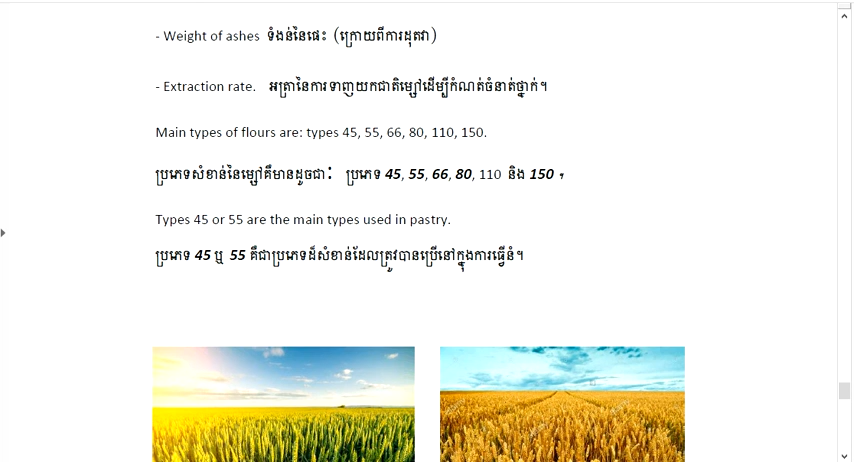 - Weight of ashes ទំងន់នៃផេះ (ក្រោយពីការដុតវា)
- Extraction rate. អត្រានៃការទាញយកជាតិម្សៅដើម្បីកំណត់ចំនាត់ថ្នាក់។
Main types of flours are: types 45, 55, 66, 80, 110, 150.
ប្រភេទសំខាន់នៃម្សៅគឺមានដូចជា: ប្រភេទ 45, 55, 66, 80, 110 និង 150 ។
Types 45 or 55 are the main types used in pastry.
ប្រភេទ 45 ឬ 55 គឺជាប្រភេទដ៏សំខាន់ដែលត្រូវបានប្រើនៅក្នុងការធ្វើនំ។